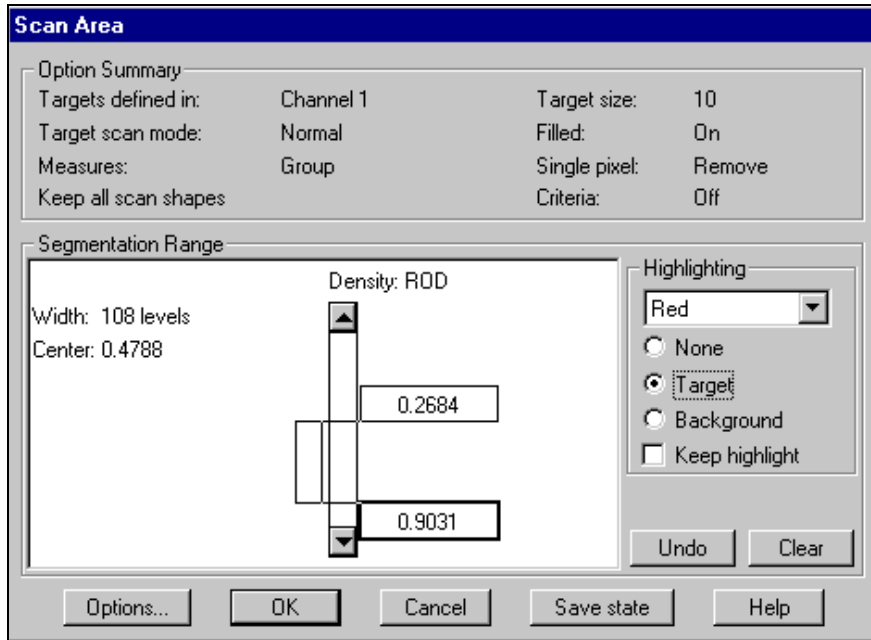 Scan Area
Option Summary
Targets defined in: Channel 1 Target size: 10
Target scan mode: Normal Filled: On
Measures: Group Single pixel: Remove
Keep all scan shapes Criteria: Off
Segmentation Range
Density: ROD
Width: 108 levels
Center: 0.4788
0.2684
0.9031
Highlighting
Red
None
Target
Background
Keep highlight
Undo Clear
Options... OK Cancel Save state Help